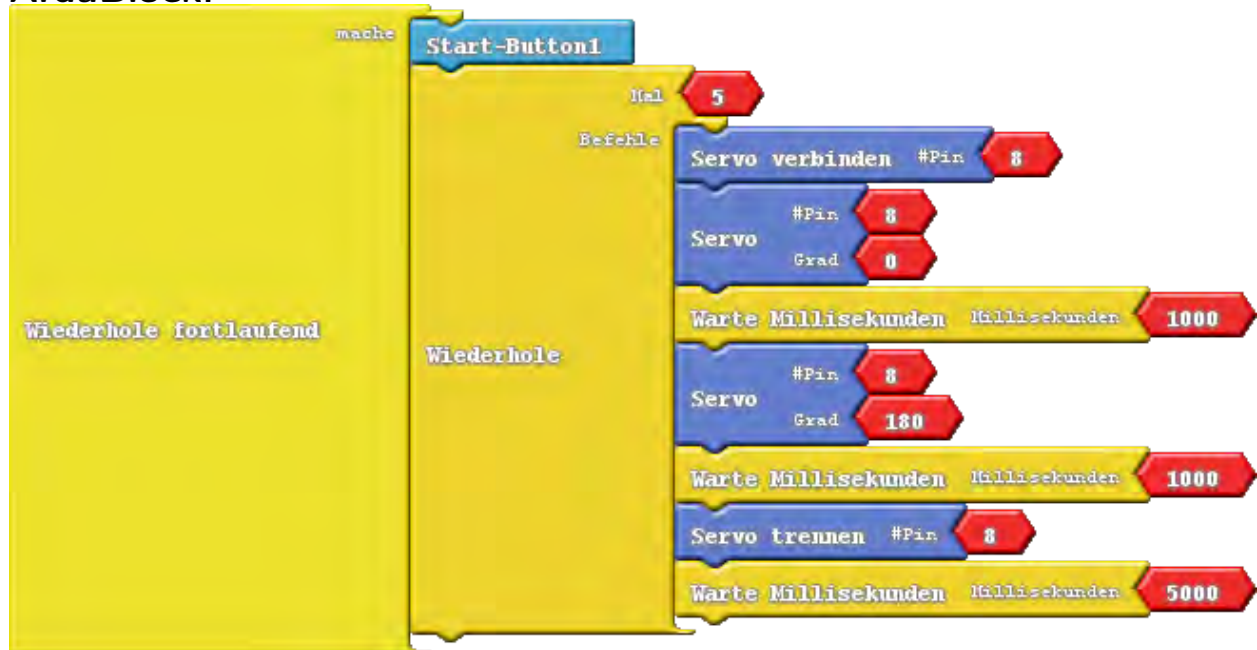 ArduBlock:
mache
Start-Button1
Mal 5
Befehle
Servo verbinden #Pin 8
#Pin 8
Servo
Grad 0
Warte Millisekunden Millisekunden 1000
Wiederhole fortlaufend
Wiederhole
#Pin 8
Servo
Grad 180
Warte Millisekunden Millisekunden 1000
Servo trennen #Pin 8
Warte Millisekunden Millisekunden 5000